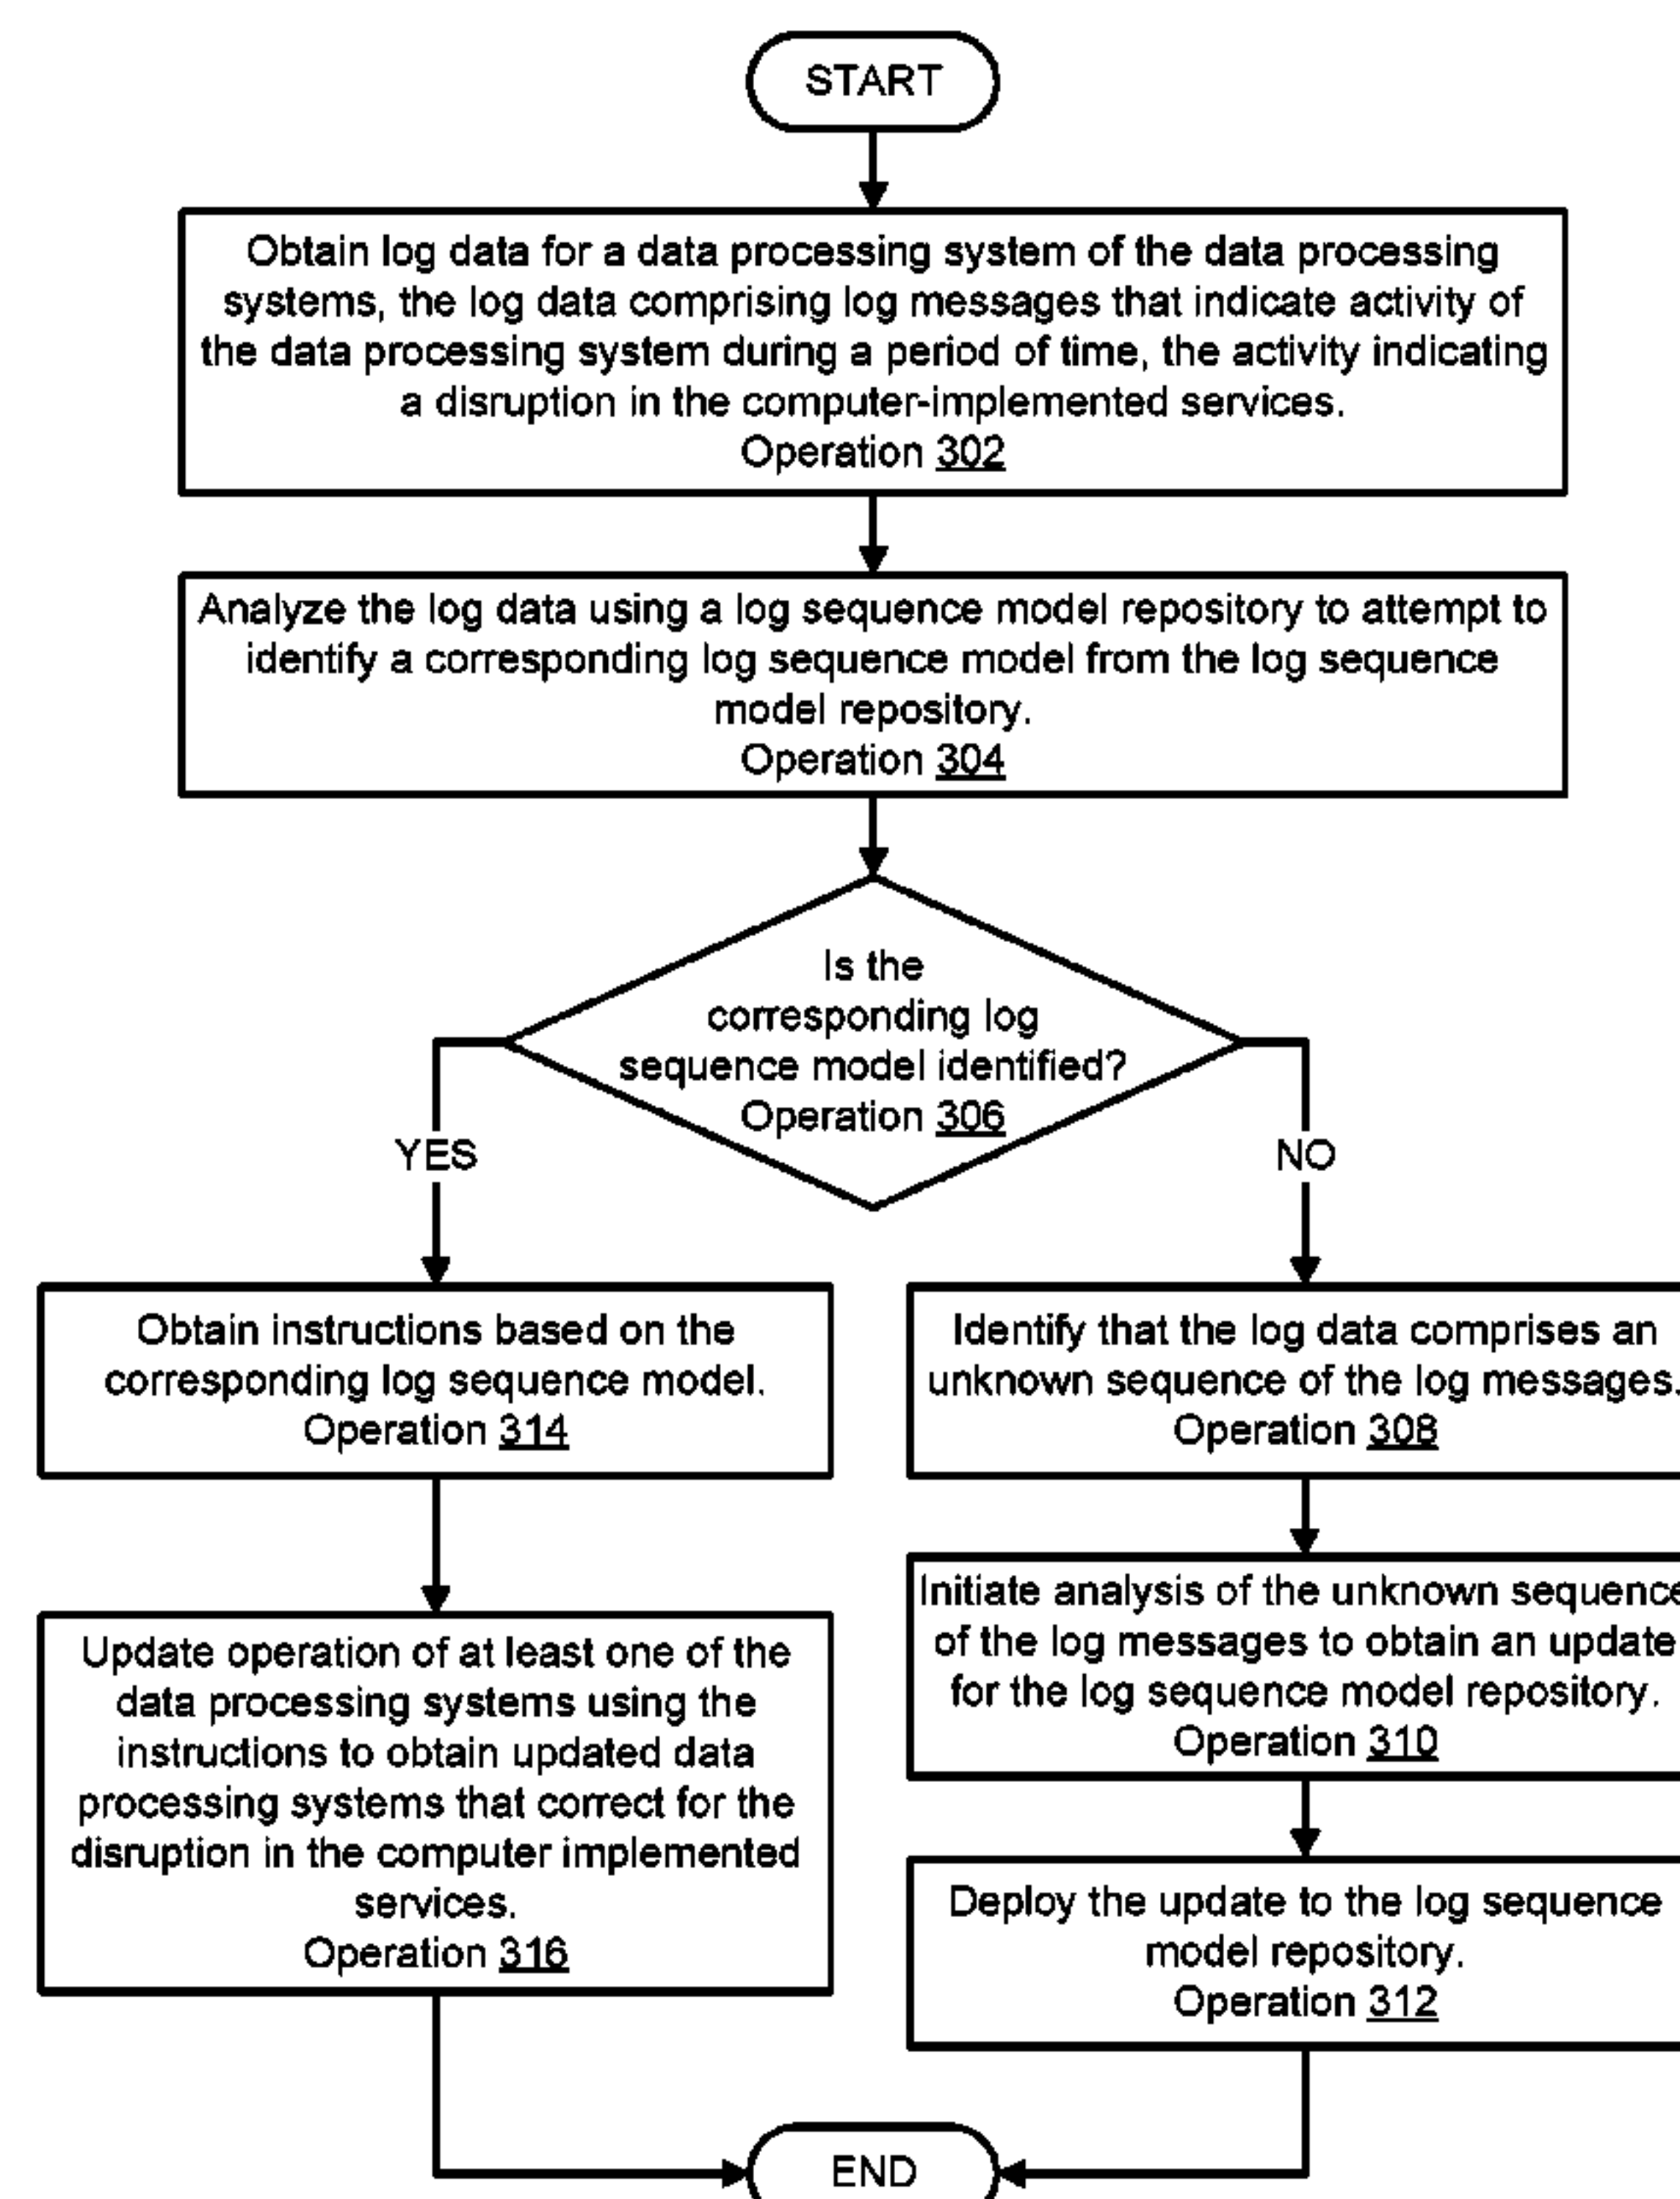 START
Obtain log data for a data processing system of the data processing
systems, the log data comprising log messages that indicate activity of
the data processing system during a period of time, the activity indicating
a disruption in the computer-implemented services.
Operation 302
Analyze the log data using a log sequence model repository to attempt to
identify a corresponding log sequence model from the log sequence
model repository.
Operation 304
Is the
corresponding log
sequence model identified?
Operation 306
YES
NO
Obtain instructions based on the
corresponding log sequence model.
Operation 314
Identify that the log data comprises an
unknown sequence of the log messages.
Operation 308
Initiate analysis of the unknown sequence
of the log messages to obtain an update
for the log sequence model repository.
Operation 310
Update operation of at least one of the
data processing systems using the
instructions to obtain updated data
processing systems that correct for the
disruption in the computer implemented
services.
Operation 316
Deploy the update to the log sequence
model repository.
Operation 312
END